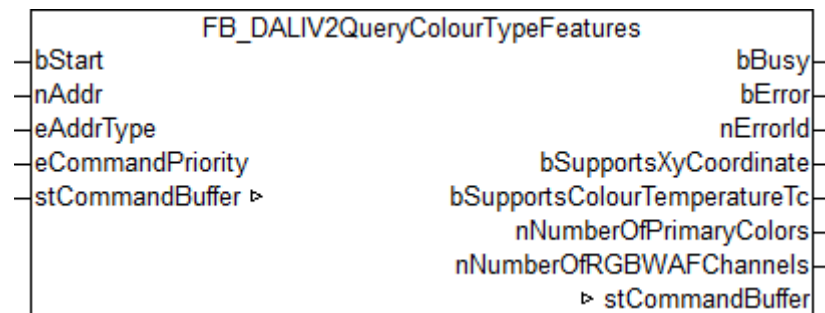 FB_DALIV2QueryColourTypeFeatures
bStart bBusy
nAddr bError
eAddrType nErrorId
eCommandPriority bSupportsXyCoordinate
stCommandBuffer ▹ bSupportsColourTemperatureTc
nNumberOfPrimaryColors
nNumberOfRGBWAFChannels
▹ stCommandBuffer